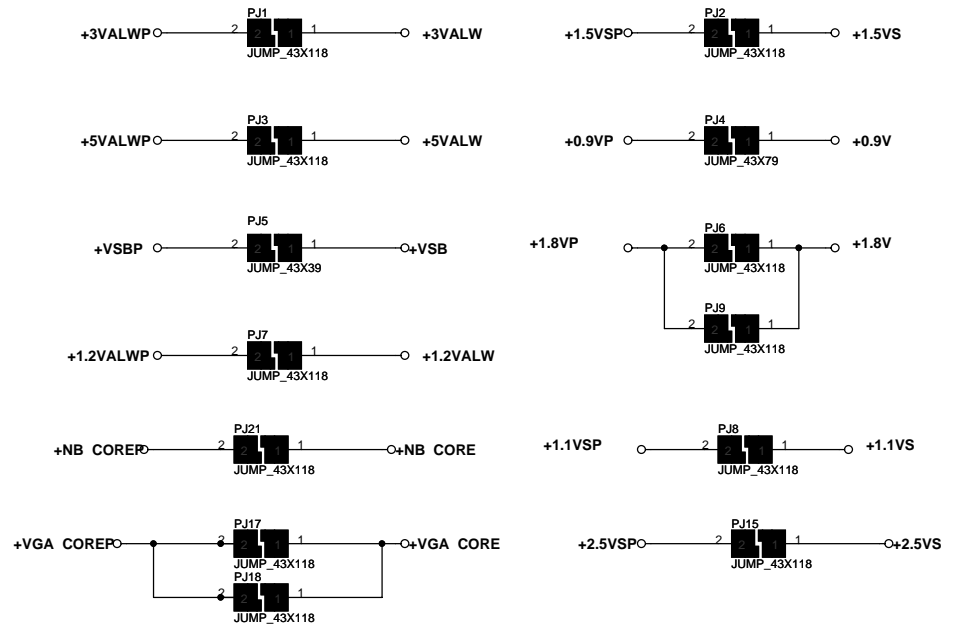 PJ1
+3VALWP 2 2 1 1 +3VALW
JUMP_43X118
PJ2
+1.5VSP 2 2 1 1 +1.5VS
JUMP_43X118
PJ3
+5VALWP 2 2 1 1 +5VALW
JUMP_43X118
PJ4
+0.9VP 2 2 1 1 +0.9V
JUMP_43X79
PJ5
+VSBP 2 2 1 1 +VSB
JUMP_43X39
PJ6
+1.8VP 2 2 1 1 +1.8V
JUMP_43X118
PJ9
2 2 1 1
JUMP_43X118
PJ7
+1.2VALWP 2 2 1 1 +1.2VALW
JUMP_43X118
PJ21
+NB COREP 2 2 1 1 +NB CORE
JUMP_43X118
PJ8
+1.1VSP 2 2 1 1 +1.1VS
JUMP_43X118
PJ17
+VGA COREP 2 2 1 1 +VGA CORE
JUMP_43X118
PJ18
2 2 1 1
JUMP_43X118
PJ15
+2.5VSP 2 2 1 1 +2.5VS
JUMP_43X118